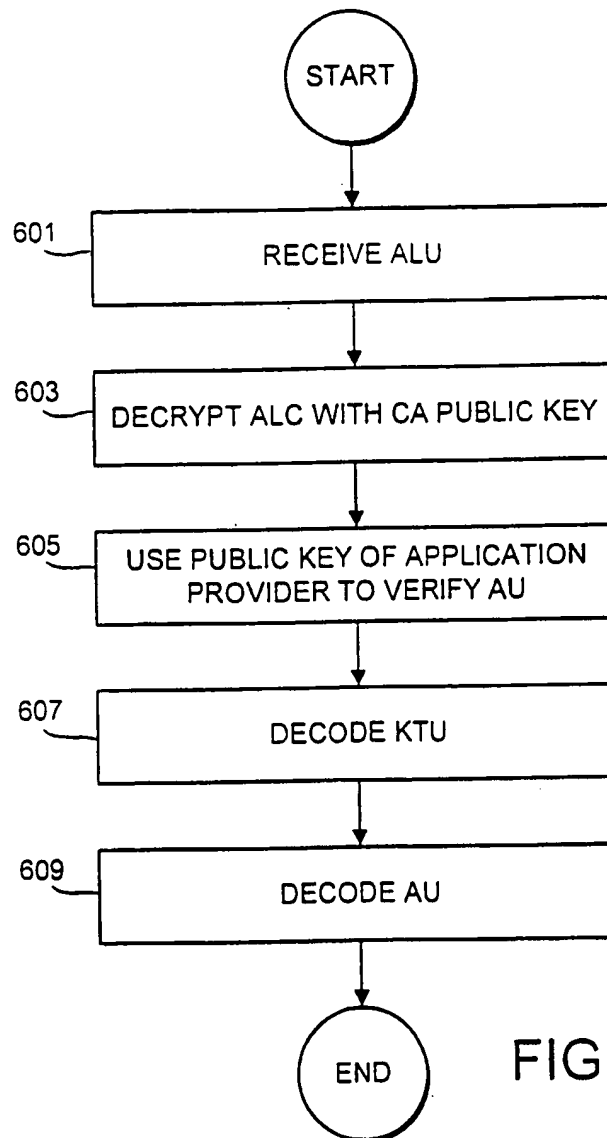 START
601
RECEIVE ALU
603
DECRYPT ALC WITH CA PUBLIC KEY
605
USE PUBLIC KEY OF APPLICATION
PROVIDER TO VERIFY AU
607
DECODE KTU
609
DECODE AU
END
FIG